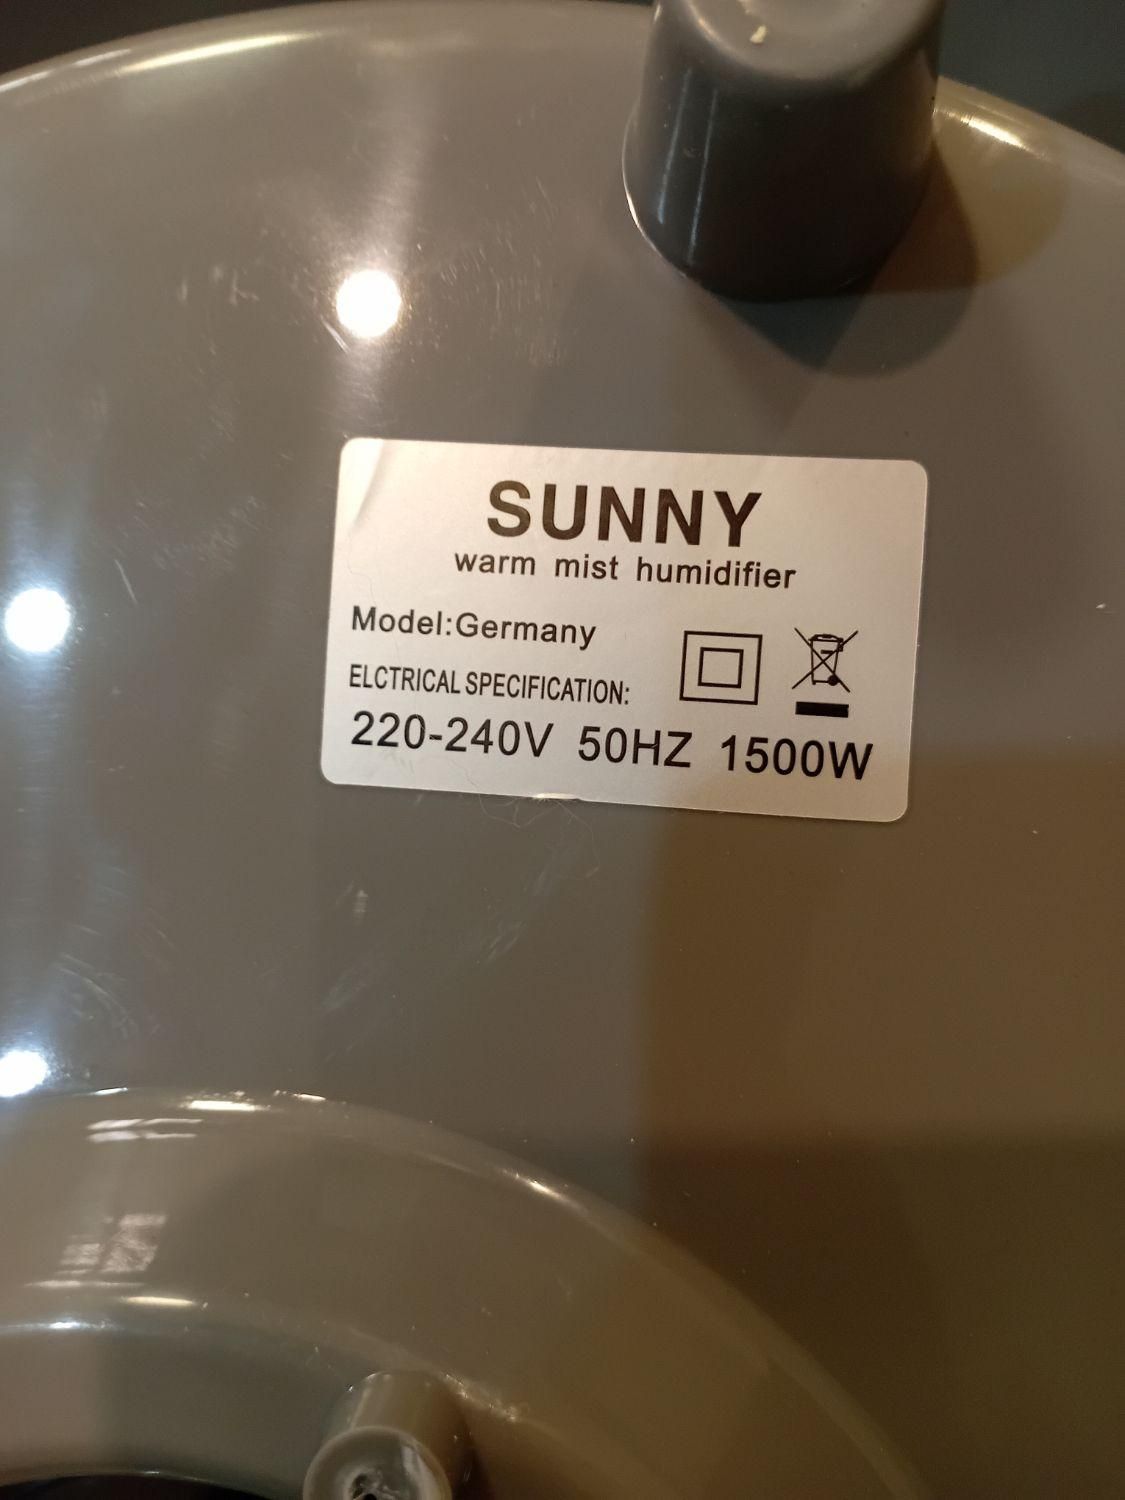 SUNNY
warm mist humidifier
Model:Germany
ELCTRICAL SPECIFICATION:
220-240V 50HZ 1500W